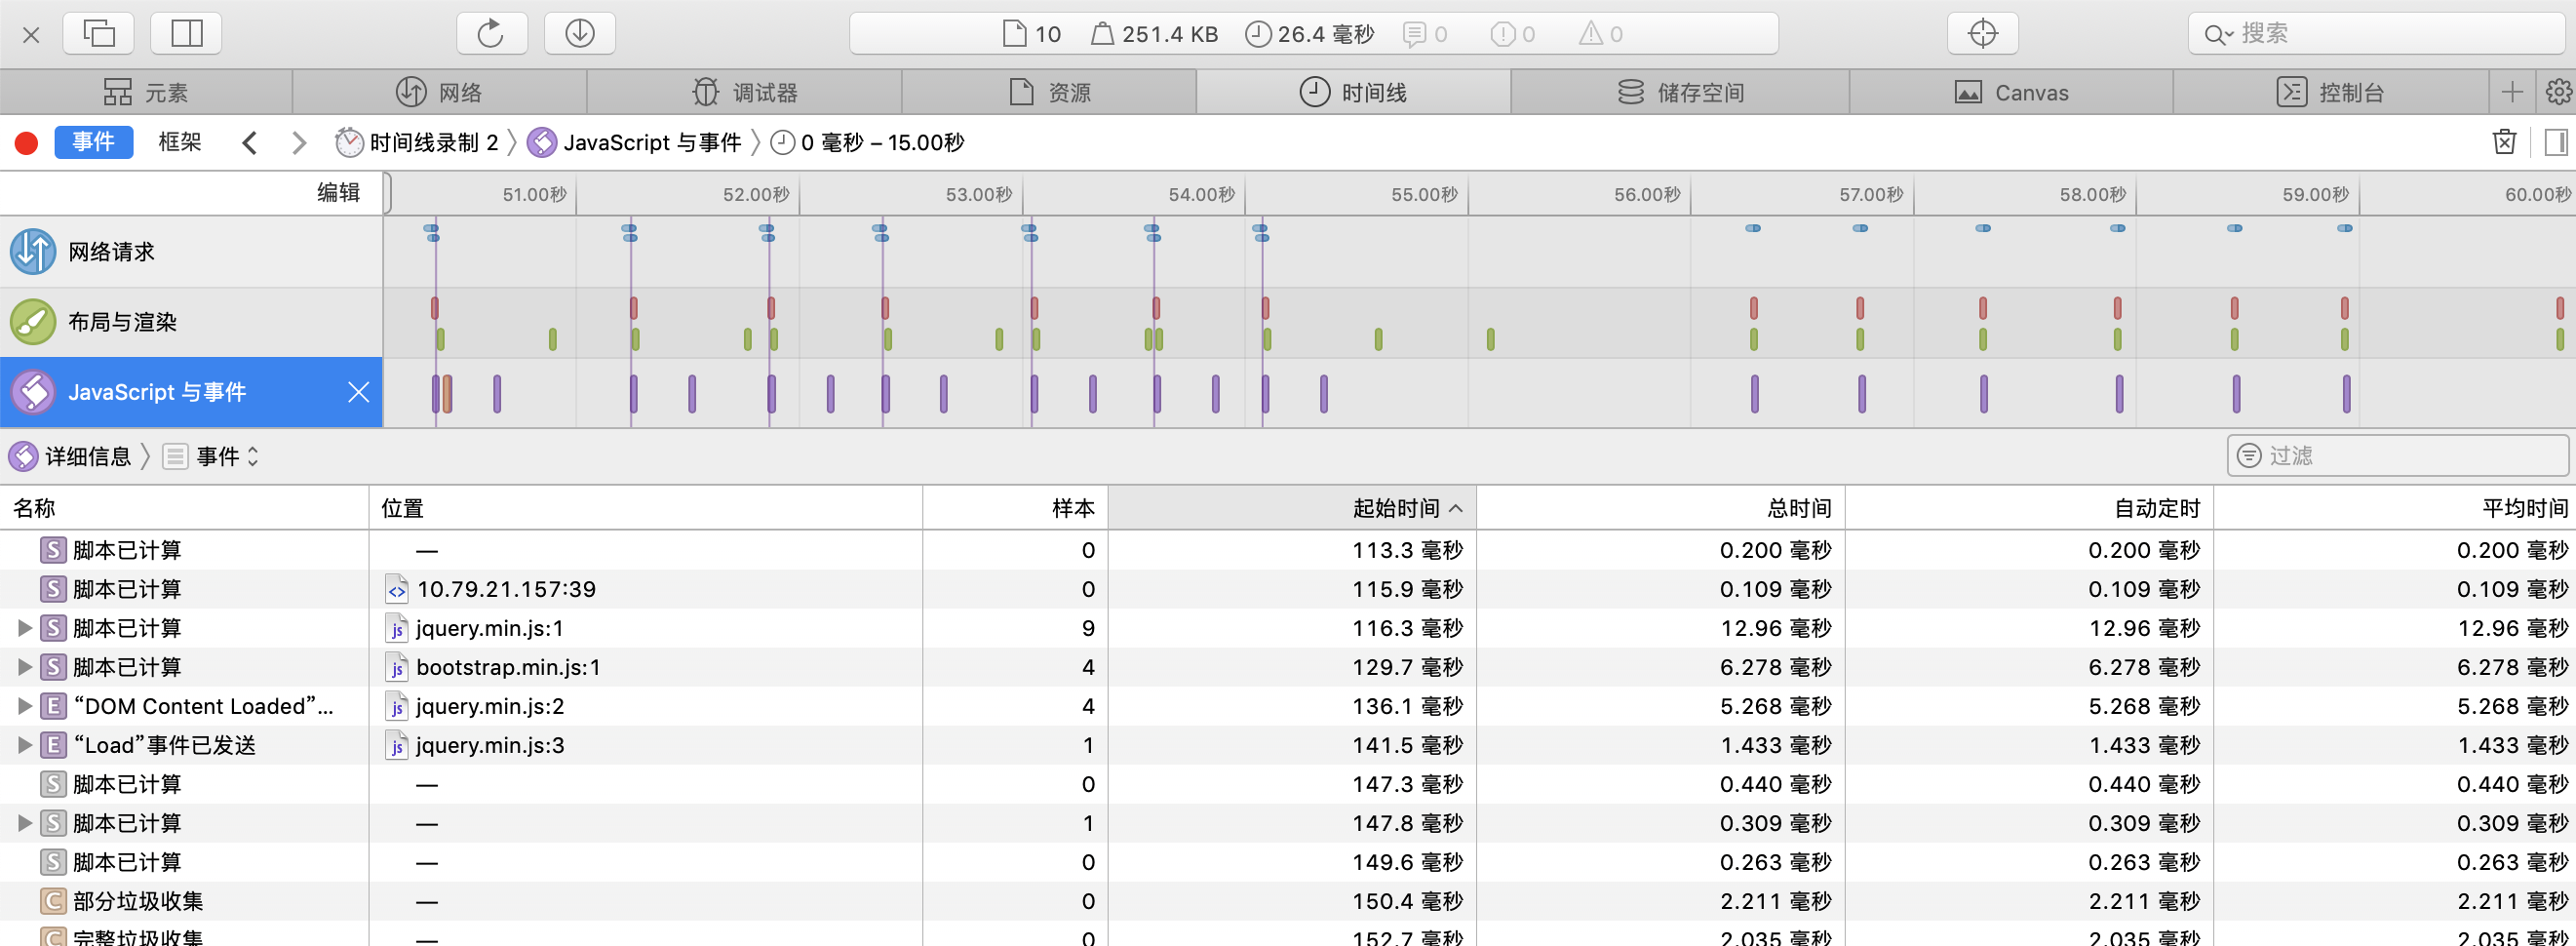 10 251.4 KB 26.4 毫秒 0 0 0 搜索
元素 网络 调试器 资源 时间线 储存空间 Canvas 控制台
事件 框架 时间线录制 2 JavaScript 与事件 0 毫秒 – 15.00秒
编辑 51.00秒 52.00秒 53.00秒 54.00秒 55.00秒 56.00秒 57.00秒 58.00秒 59.00秒 60.00秒
网络请求
布局与渲染
JavaScript 与事件
详细信息 事件 过滤
名称 位置 样本 起始时间 总时间 自动定时 平均时间
S 脚本已计算 — 0 113.3 毫秒 0.200 毫秒 0.200 毫秒 0.200 毫秒
S 脚本已计算 <> 10.79.21.157:39 0 115.9 毫秒 0.109 毫秒 0.109 毫秒 0.109 毫秒
S 脚本已计算 js jquery.min.js:1 9 116.3 毫秒 12.96 毫秒 12.96 毫秒 12.96 毫秒
S 脚本已计算 js bootstrap.min.js:1 4 129.7 毫秒 6.278 毫秒 6.278 毫秒 6.278 毫秒
E “DOM Content Loaded”... js jquery.min.js:2 4 136.1 毫秒 5.268 毫秒 5.268 毫秒 5.268 毫秒
E “Load”事件已发送 js jquery.min.js:3 1 141.5 毫秒 1.433 毫秒 1.433 毫秒 1.433 毫秒
S 脚本已计算 — 0 147.3 毫秒 0.440 毫秒 0.440 毫秒 0.440 毫秒
S 脚本已计算 — 1 147.8 毫秒 0.309 毫秒 0.309 毫秒 0.309 毫秒
S 脚本已计算 — 0 149.6 毫秒 0.263 毫秒 0.263 毫秒 0.263 毫秒
C 部分垃圾收集 — 0 150.4 毫秒 2.211 毫秒 2.211 毫秒 2.211 毫秒
C 完整垃圾收集 — 0 152.7 毫秒 2.035 毫秒 2.035 毫秒 2.035 毫秒